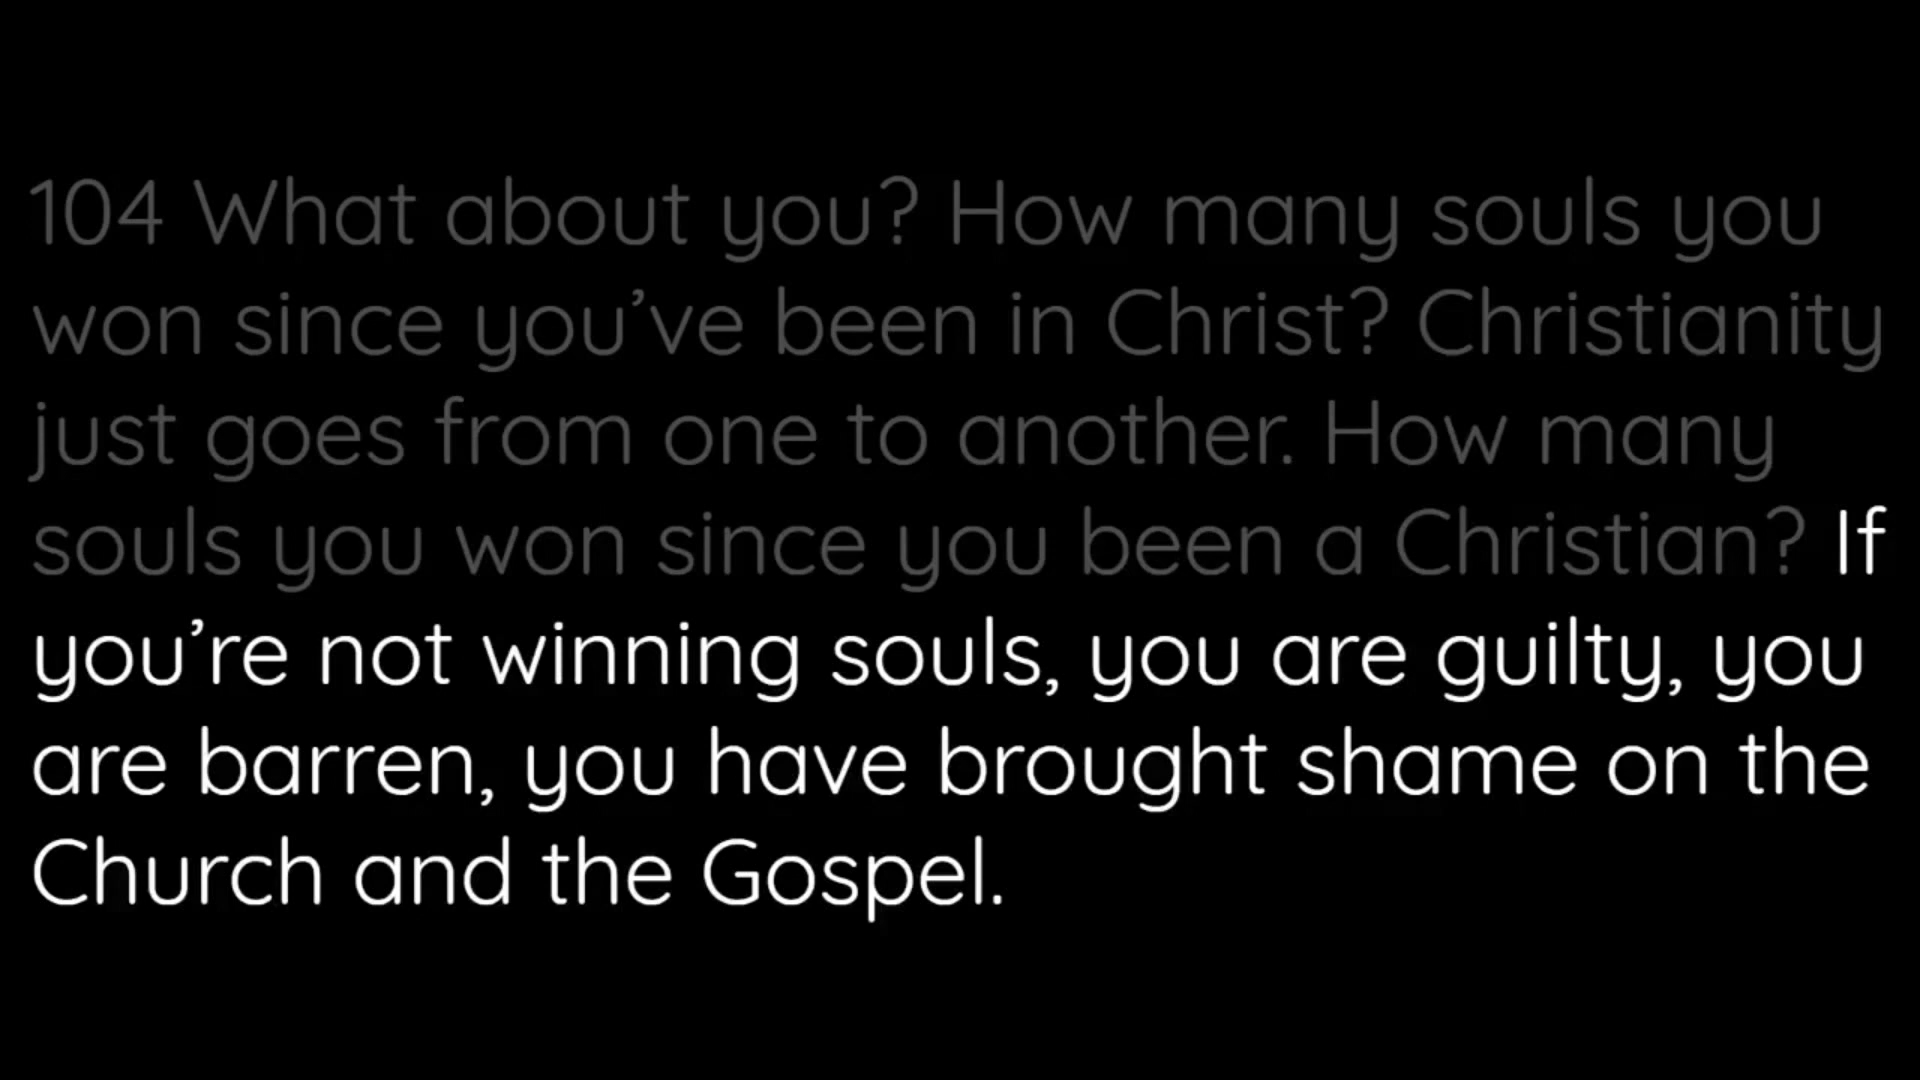 104 What about you? How many souls you
won since you’ve been in Christ? Christianity
just goes from one to another. How many
souls you won since you been a Christian? If
you’re not winning souls, you are guilty, you
are barren, you have brought shame on the
Church and the Gospel.